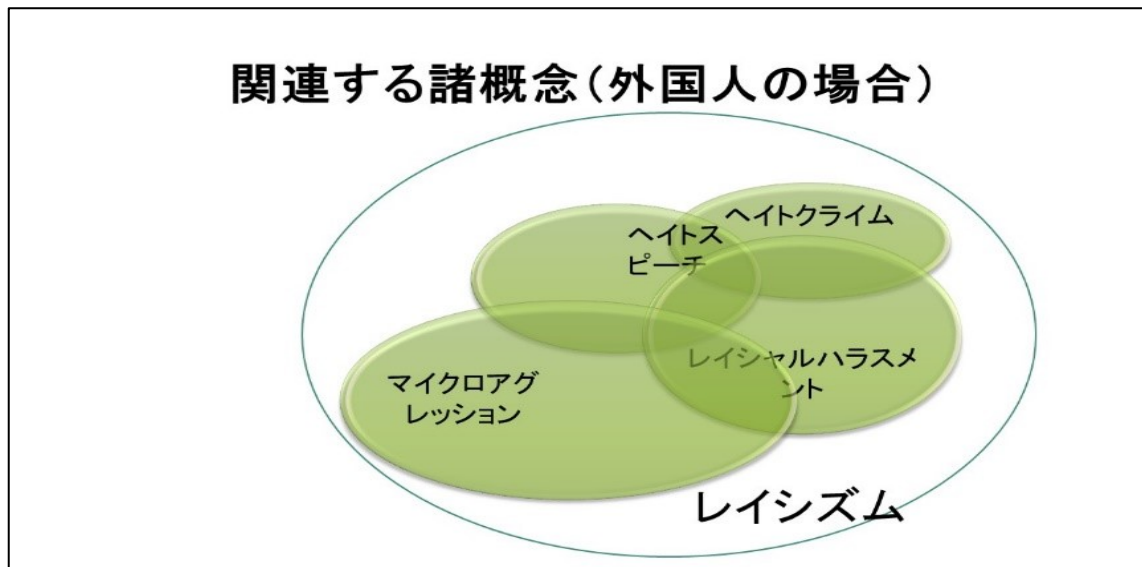 関連する諸概念(外国人の場合)
ヘイトクライム
ヘイトス
ピーチ
レイシャルハラスメ
ント
マイクロアグ
レッション
レイシズム